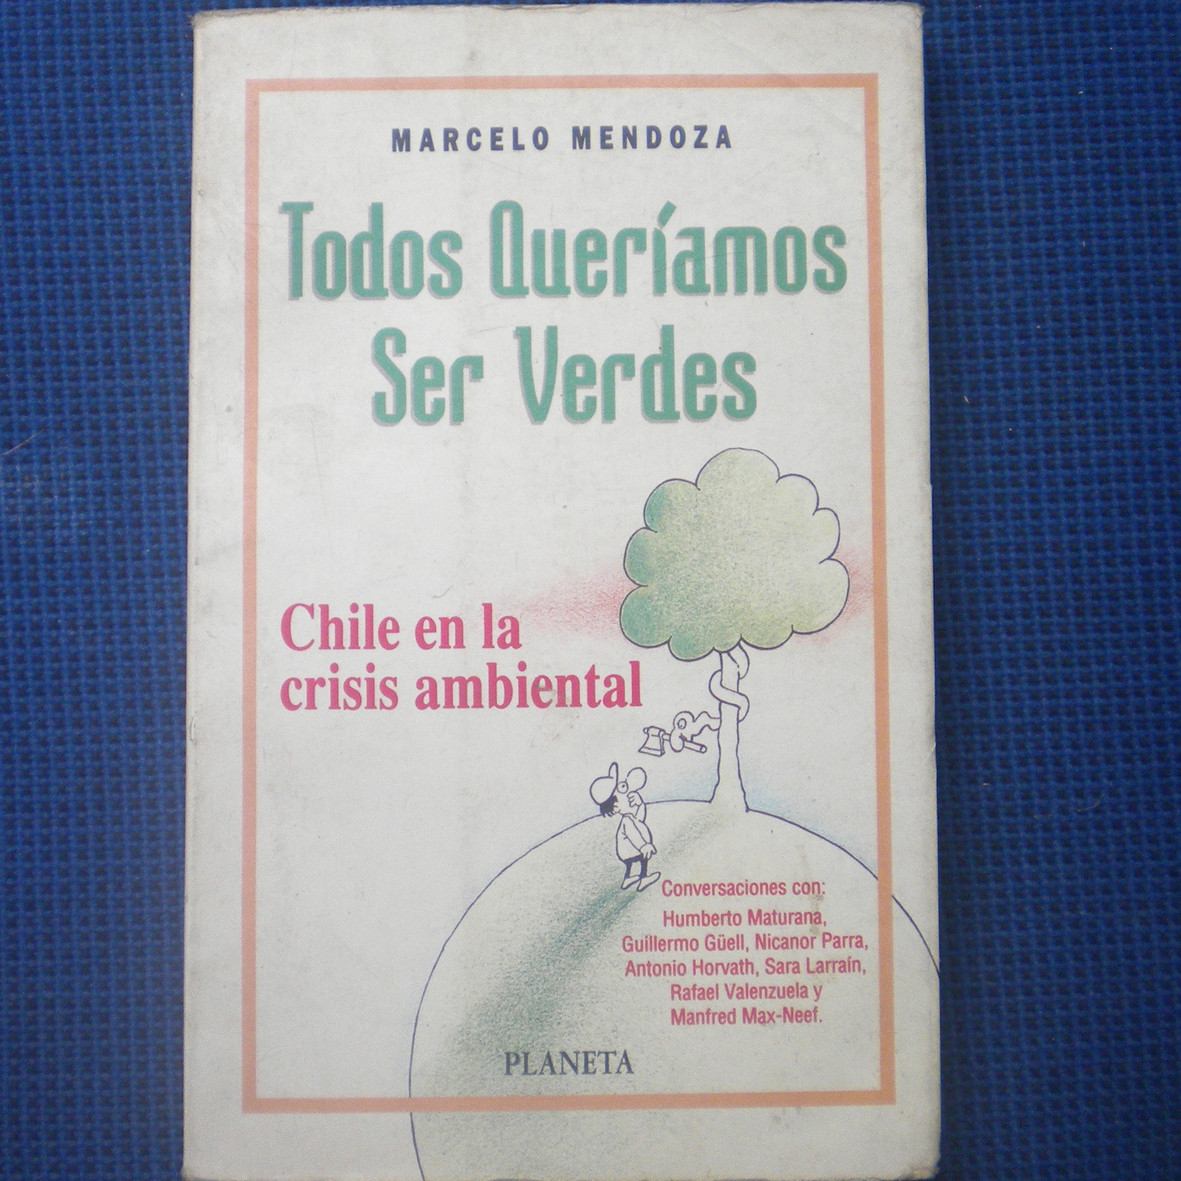 MARCELO MENDOZA
Todos Queríamos
Ser Verdes
Chile en la
crisis ambiental
Conversaciones con:
Humberto Maturana,
Guillermo Güell, Nicanor Parra,
Antonio Horvath, Sara Larraín,
Rafael Valenzuela y
Manfred Max-Neef.
PLANETA